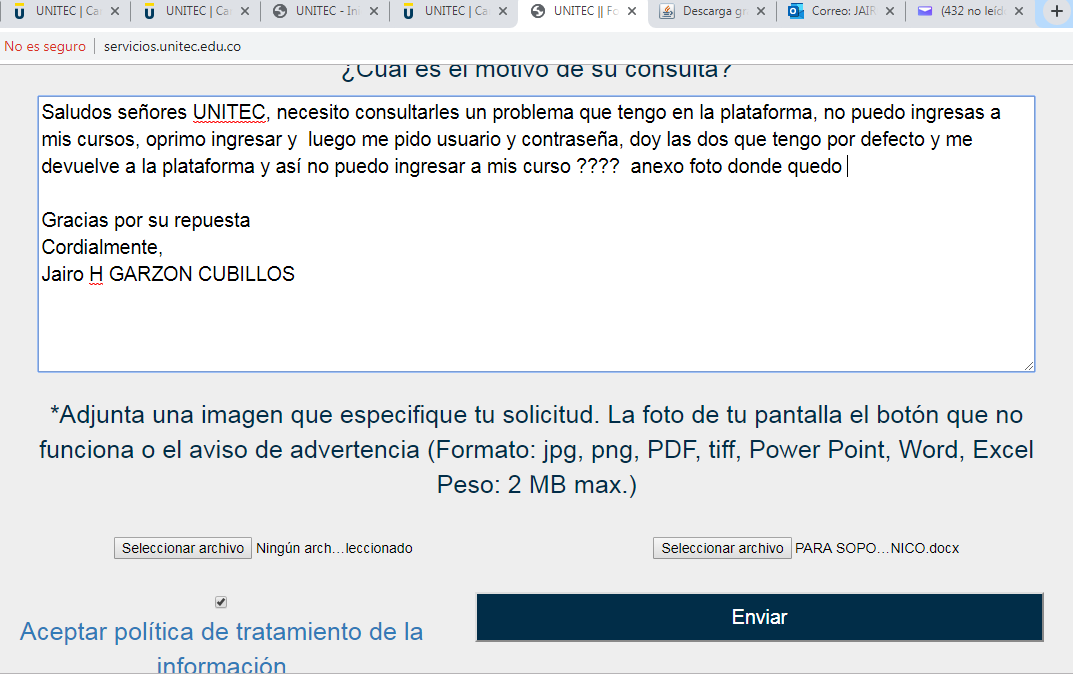 UNITEC | Ca
UNITEC | Ca
UNITEC - Ini
UNITEC | Ca
UNITEC || Fo
Descarga gr
Correo: JAIR
(432 no leíd
No es seguro
servicios.unitec.edu.co
¿Cuál es el motivo de su consulta?
Saludos señores UNITEC, necesito consultarles un problema que tengo en la plataforma, no puedo ingresas a
mis cursos, oprimo ingresar y luego me pido usuario y contraseña, doy las dos que tengo por defecto y me
devuelve a la plataforma y así no puedo ingresar a mis curso ???? anexo foto donde quedo
Gracias por su repuesta
Cordialmente,
Jairo H GARZON CUBILLOS
*Adjunta una imagen que especifique tu solicitud. La foto de tu pantalla el botón que no
funciona o el aviso de advertencia (Formato: jpg, png, PDF, tiff, Power Point, Word, Excel
Peso: 2 MB max.)
Seleccionar archivo Ningún arch...leccionado
Seleccionar archivo PARA SOPO...NICO.docx
Aceptar política de tratamiento de la
información
Enviar